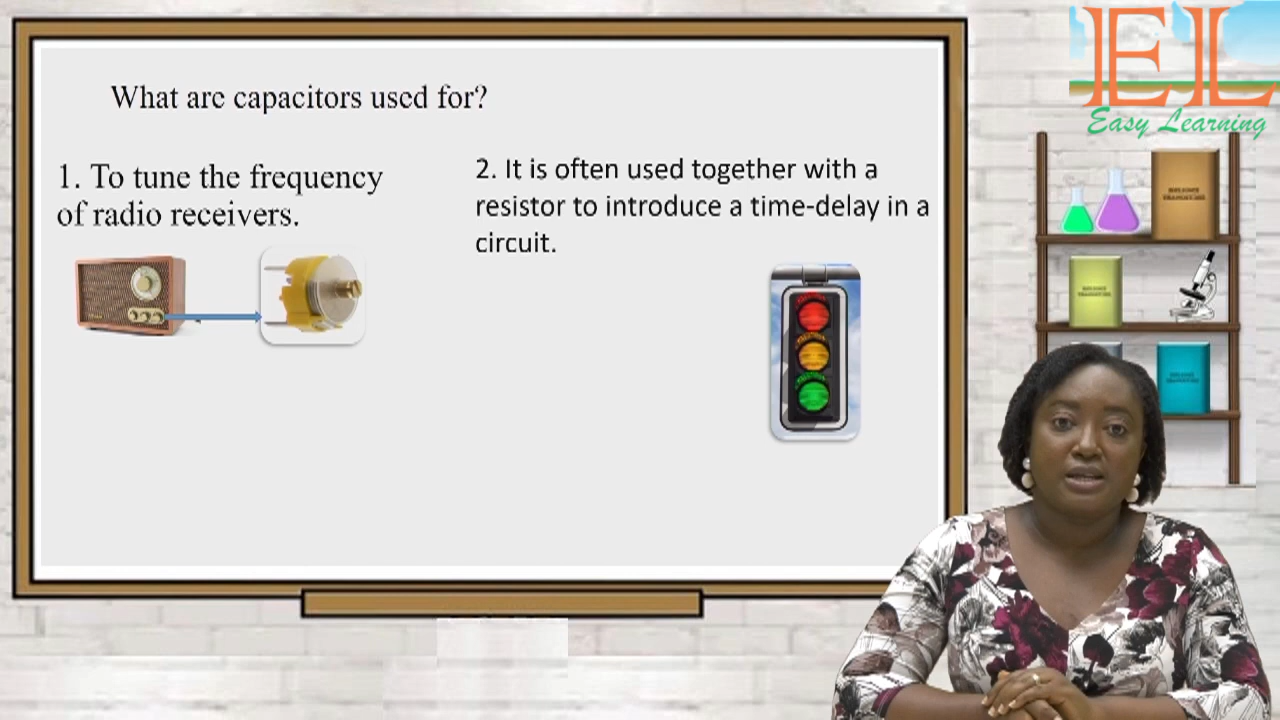 What are capacitors used for?
1. To tune the frequency
of radio receivers.
2. It is often used together with a
resistor to introduce a time-delay in a
circuit.
EL
Easy Learning